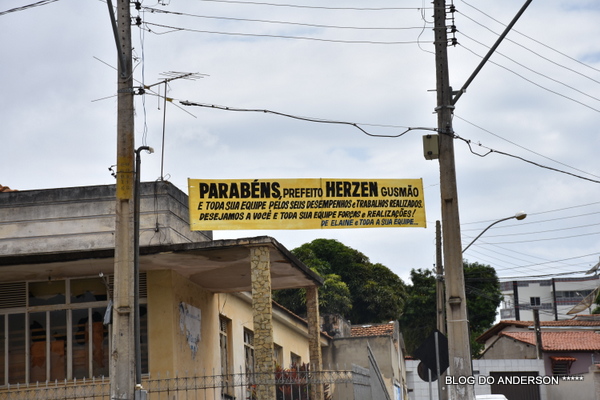 PARABÉNS, PREFEITO HERZEN GUSMÃO
E TODA SUA EQUIPE PELOS SEUS DESEMPENHOS e TRABALHOS REALIZADOS.
DESEJAMOS A VOCÊ E TODA SUA EQUIPE FORÇAS e REALIZAÇÕES!
DE ELAINE e TODA A SUA EQUIPE...
BLOG DO ANDERSON *****